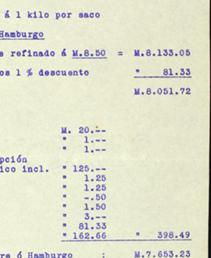 á 1 kilo por saco
Hamburgo
refinado á M.8.50 = M.8.133.05
os 1 % descuento " 81.33
M.8.051.72
M. 20.--
" 1.--
" 1.--
pción
ico incl. " 125.--
" 1.25
" 1.25
" -.50
" 1.50
" 3.--
" 81.33
" 162.66 " 398.49
ra ó Hamburgo : M.7.653.23